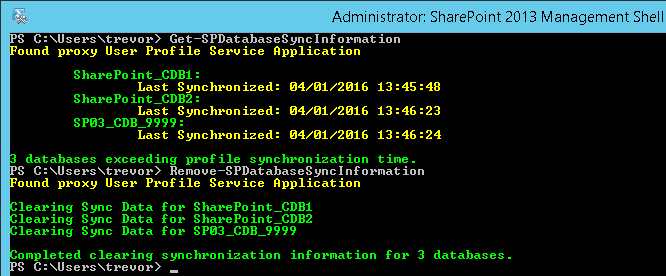 Administrator: SharePoint 2013 Management Shell
PS C:\Users\trevor> Get-SPDatabaseSyncInformation
Found proxy User Profile Service Application
SharePoint_CDB1:
Last Synchronized: 04/01/2016 13:45:48
SharePoint_CDB2:
Last Synchronized: 04/01/2016 13:46:23
SP03_CDB_9999:
Last Synchronized: 04/01/2016 13:46:24
3 databases exceeding profile synchronization time.
PS C:\Users\trevor> Remove-SPDatabaseSyncInformation
Found proxy User Profile Service Application
Clearing Sync Data for SharePoint_CDB1
Clearing Sync Data for SharePoint_CDB2
Clearing Sync Data for SP03_CDB_9999
Completed clearing synchronization information for 3 databases.
PS C:\Users\trevor> _